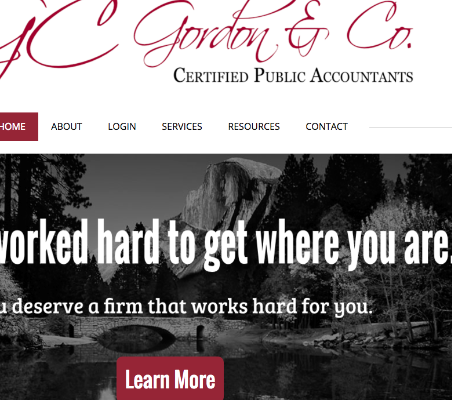 GC Gordon & Co.
CERTIFIED PUBLIC ACCOUNTANTS
HOME ABOUT LOGIN SERVICES RESOURCES CONTACT
worked hard to get where you are.
u deserve a firm that works hard for you.
Learn More